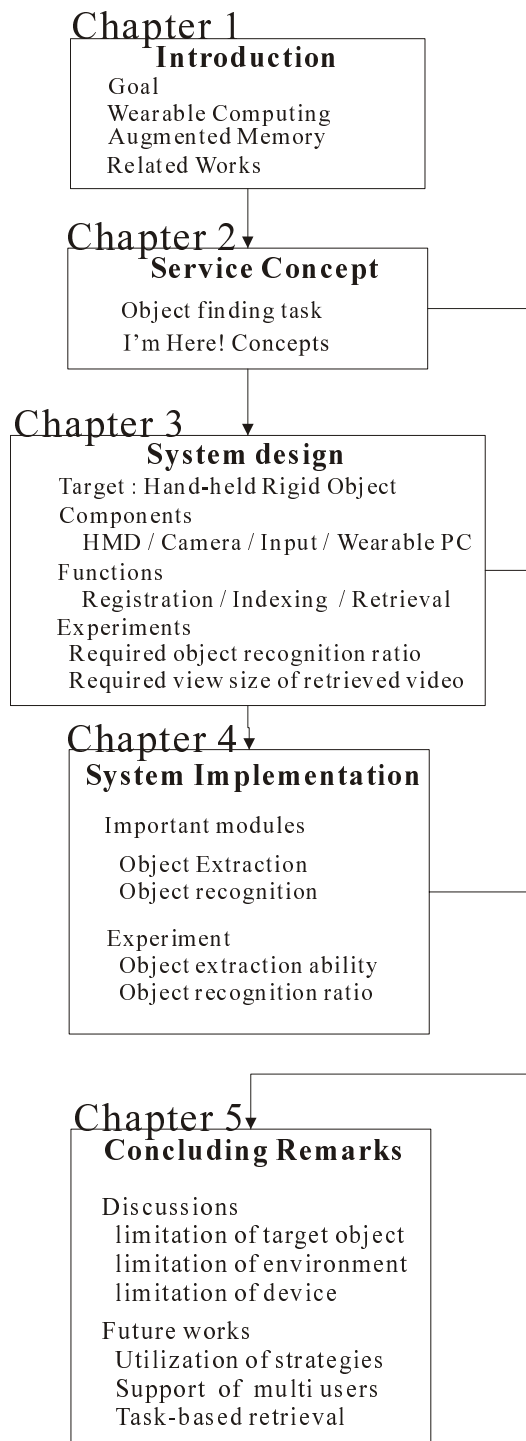 Chapter 1
Introduction
Goal
Wearable Computing
Augmented Memory
Related Works
Chapter 2
Service Concept
Object finding task
I'm Here! Concepts
Chapter 3
System design
Target : Hand-held Rigid Object
Components
HMD / Camera / Input / Wearable PC
Functions
Registration / Indexing / Retrieval
Experiments
Required object recognition ratio
Required view size of retrieved video
Chapter 4
System Implementation
Important modules
Object Extraction
Object recognition
Experiment
Object extraction ability
Object recognition ratio
Chapter 5
Concluding Remarks
Discussions
limitation of target object
limitation of environment
limitation of device
Future works
Utilization of strategies
Support of multi users
Task-based retrieval